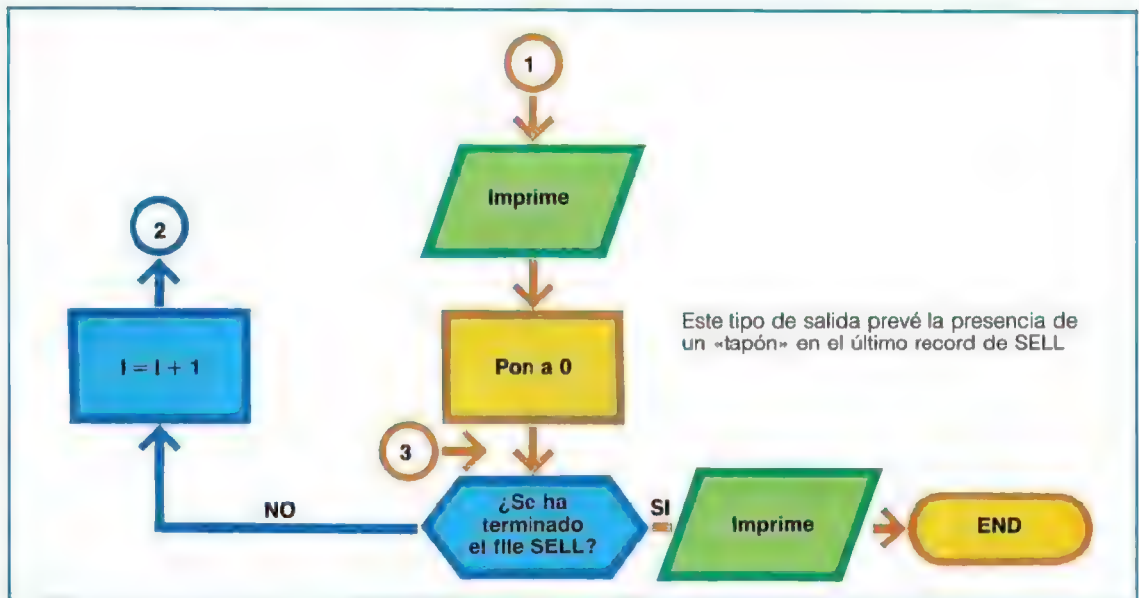 1
Imprime
2
I = I + 1
Pon a 0
Este tipo de salida prevé la presencia de
un «tapón» en el último record de SELL
3
NO
¿Se ha
terminado
el file SELL?
SI
Imprime
END